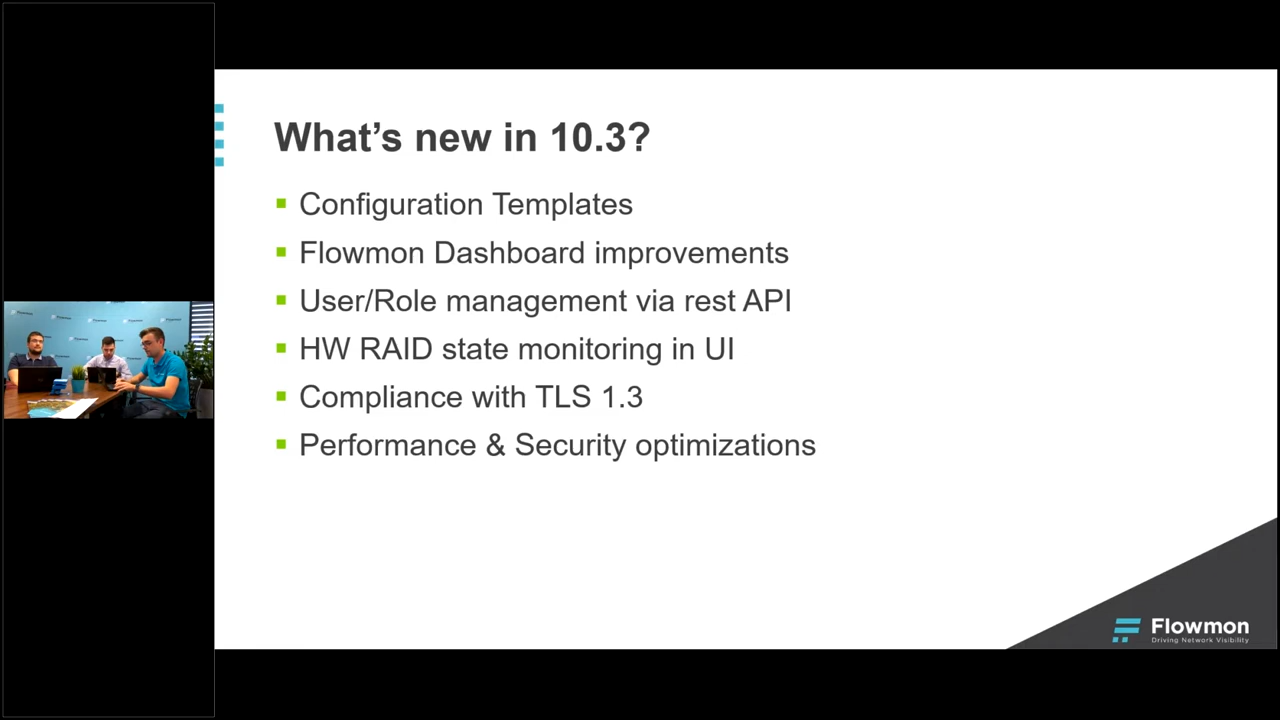 What's new in 10.3?
Configuration Templates
Flowmon Dashboard improvements
User/Role management via rest API
HW RAID state monitoring in UI
Compliance with TLS 1.3
Performance & Security optimizations
Flowmon
Driving Network Visibility